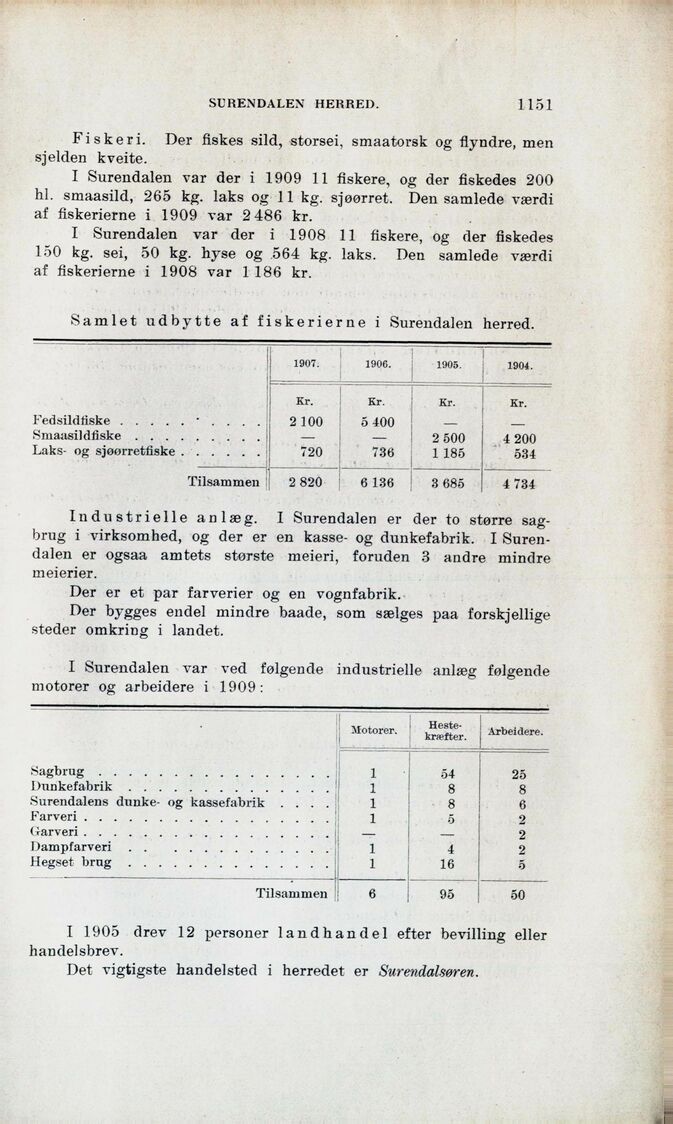 SURENDALEN HERRED. 1151
Fiskeri. Der fiskes sild, storsei, smaatorsk og flyndre, men
sjelden kveite.
I Surendalen var der i 1909 11 fiskere, og der fiskedes 200
hl. smaasild, 265 kg. laks og 11 kg. sjøørret. Den samlede værdi
af fiskerierne i 1909 var 2 486 kr.
I Surendalen var der i 1908 11 fiskere, og der fiskedes
150 kg. sei, 50 kg. hyse og 564 kg. laks. Den samlede værdi
af fiskerierne i 1908 var 1 186 kr.
Samlet udbytte af fiskerierne i Surendalen herred.
1907. 1906. 1905. 1904.
Kr. Kr. Kr. Kr.
Fedsildfiske . . . . . . . . . 2 100 5 400 — —
Smaasildfiske . . . . . . . . . — — 2 500 4 200
Laks- og sjøørretfiske . . . . . . 720 736 1 185 534
Tilsammen 2 820 6 136 3 685 4 734
Industrielle anlæg. I Surendalen er der to større sag-
brug i virksomhed, og der er en kasse- og dunkefabrik. I Suren-
dalen er ogsaa amtets største meieri, foruden 3 andre mindre
meierier.
Der er et par farverier og en vognfabrik.
Der bygges endel mindre baade, som sælges paa forskjellige
steder omkring i landet.
I Surendalen var ved følgende industrielle anlæg følgende
motorer og arbeidere i 1909:
Motorer. Heste- Arbeidere.
kræfter.
Sagbrug . . . . . . . . . . . . . . . . 1 54 25
Dunkefabrik . . . . . . . . . . . . . . 1 8 8
Surendalens dunke- og kassefabrik . . . . 1 8 6
Farveri . . . . . . . . . . . . . . . . . 1 5 2
Garveri . . . . . . . . . . . . . . . . . — — 2
Dampfarveri . . . . . . . . . . . . . . 1 4 2
Hegset brug . . . . . . . . . . . . . . 1 16 5
Tilsammen 6 95 50
I 1905 drev 12 personer landhandel efter bevilling eller
handelsbrev.
Det vigtigste handelsted i herredet er Surendalsøren.